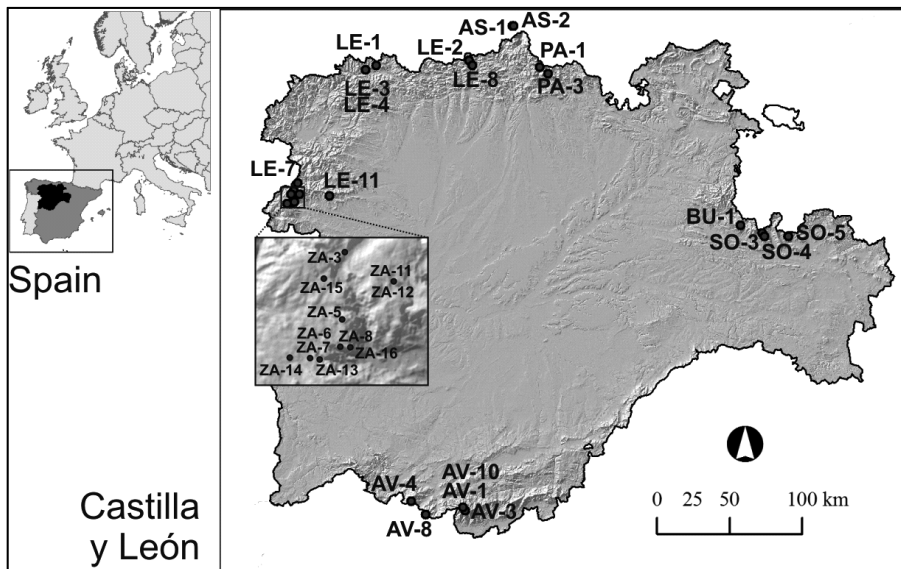 AS-1
AS-2
LE-1
LE-2
PA-1
LE-3
LE-8
LE-4
PA-3
LE-7
LE-11
BU-1
SO-3
SO-5
SO-4
Spain
ZA-3
ZA-11
ZA-15
ZA-12
ZA-5
ZA-6
ZA-8
ZA-7
ZA-16
ZA-14
ZA-13
AV-10
AV-4
AV-1
AV-3
AV-8
0 25 50 100 km
Castilla
y León